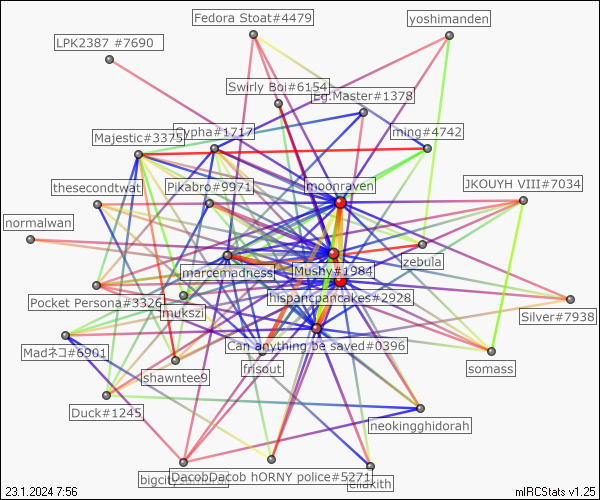 Fedora Stoat#4479
yoshimanden
LPK2387 #7690
Swirly Boi#6154
Eg.Master#1378
Cypha#1717
ming#4742
Majestic#3375
thesecondtwat
Pikabro#9971
moonraven
JKOUYH VIII#7034
normalwan
zebula
marcemadness
Mushy#1984
hispancpancakes#2928
Pocket Persona#3326
mukszi
Silver#7938
Can anything be saved#0396
Madネコ#6901
shawntee9
frisout
somass
Duck#1245
neokingghidorah
DacobDacob hORNY police#5271
23.1.2024 7:56
mIRCStats v1.25